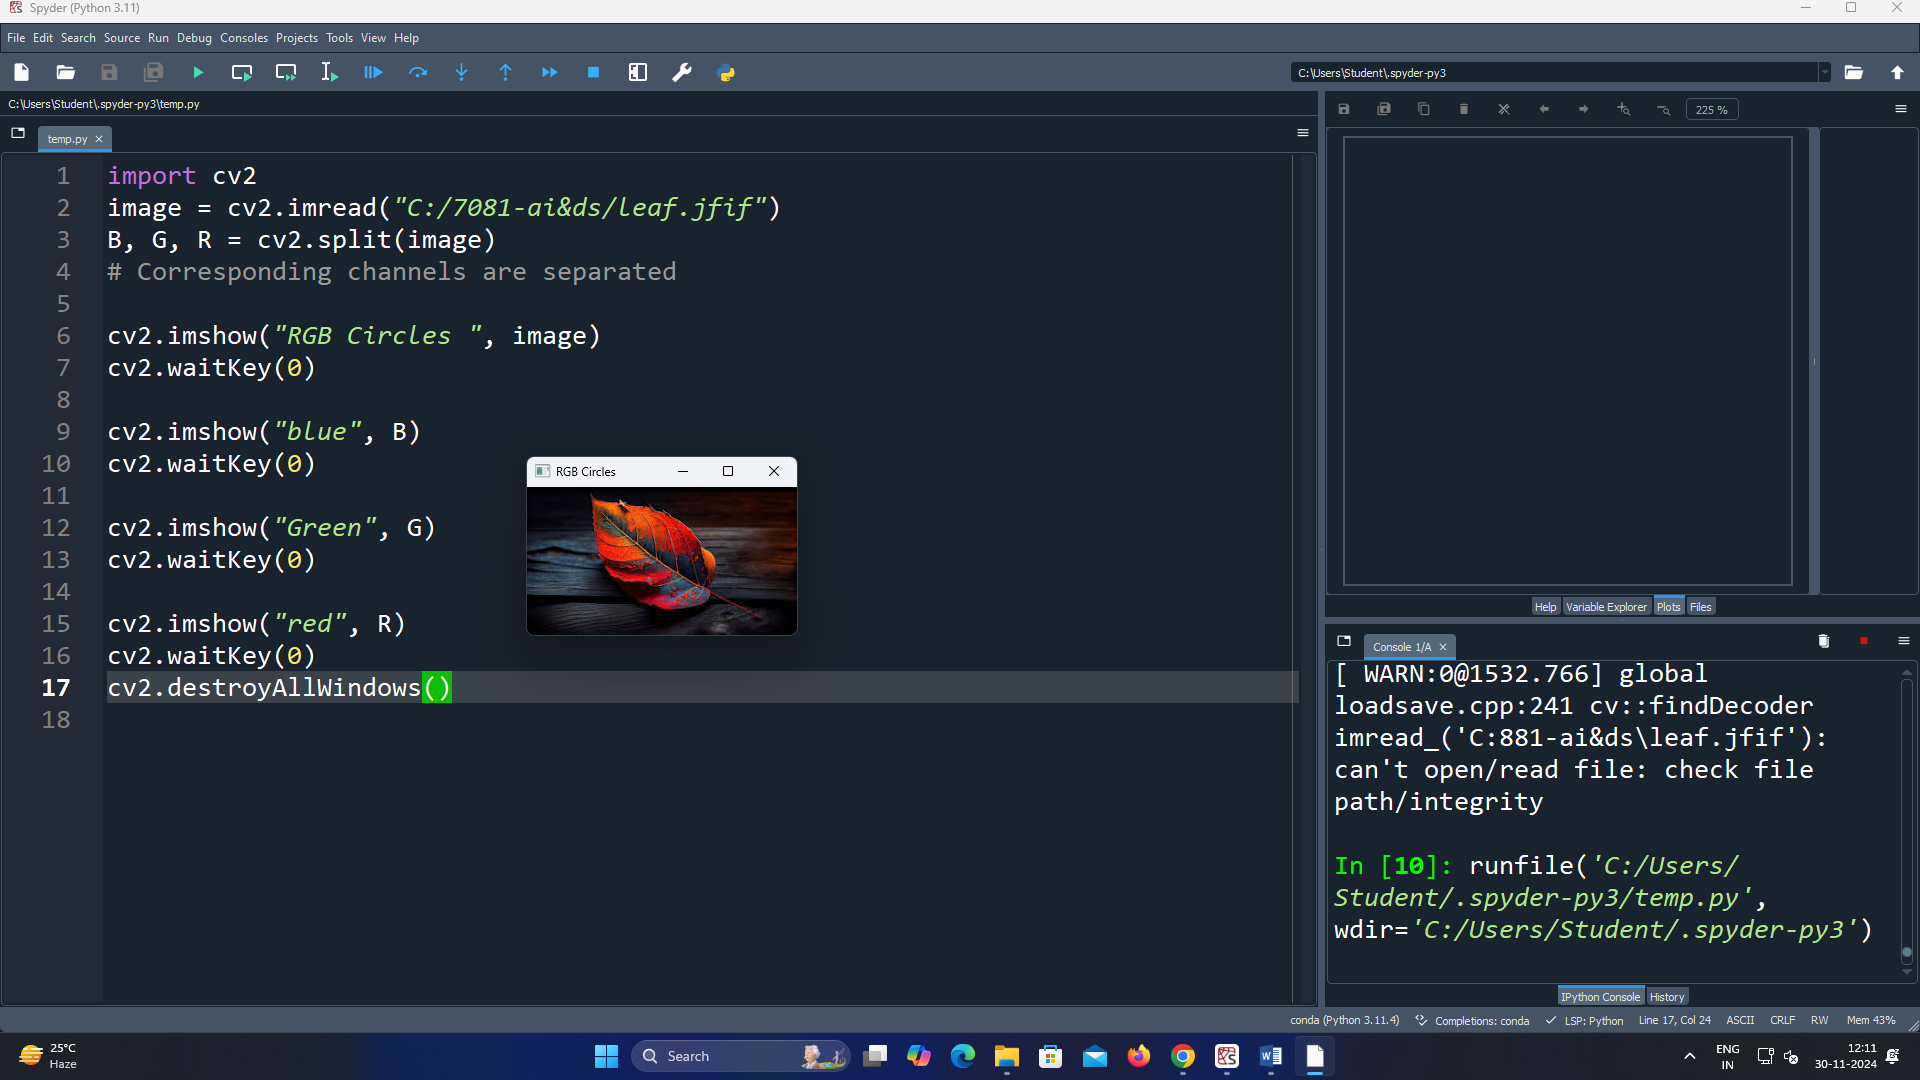 Spyder (Python 3.11)
File Edit Search Source Run Debug Consoles Projects Tools View Help
C:\Users\Student\.spyder-py3
C:\Users\Student\.spyder-py3\temp.py
225 %
temp.py
1 import cv2
2 image = cv2.imread("C:/7081-ai&ds/leaf.jfif")
3 B, G, R = cv2.split(image)
4 # Corresponding channels are separated
5
6 cv2.imshow("RGB Circles ", image)
7 cv2.waitKey(0)
8
9 cv2.imshow("blue", B)
10 cv2.waitKey(0)
11
12 cv2.imshow("Green", G)
13 cv2.waitKey(0)
14
15 cv2.imshow("red", R)
16 cv2.waitKey(0)
17 cv2.destroyAllWindows()
18
RGB Circles
Help Variable Explorer Plots Files
Console 1/A
[ WARN:0@1532.766] global
loadsave.cpp:241 cv::findDecoder
imread_('C:881-ai&ds\leaf.jfif'):
can't open/read file: check file
path/integrity
In [10]: runfile('C:/Users/
Student/.spyder-py3/temp.py',
wdir='C:/Users/Student/.spyder-py3')
IPython Console History
conda (Python 3.11.4) Completions: conda LSP: Python Line 17, Col 24 ASCII CRLF RW Mem 43%
25°C
Haze
Search
ENG
IN
12:11
30-11-2024